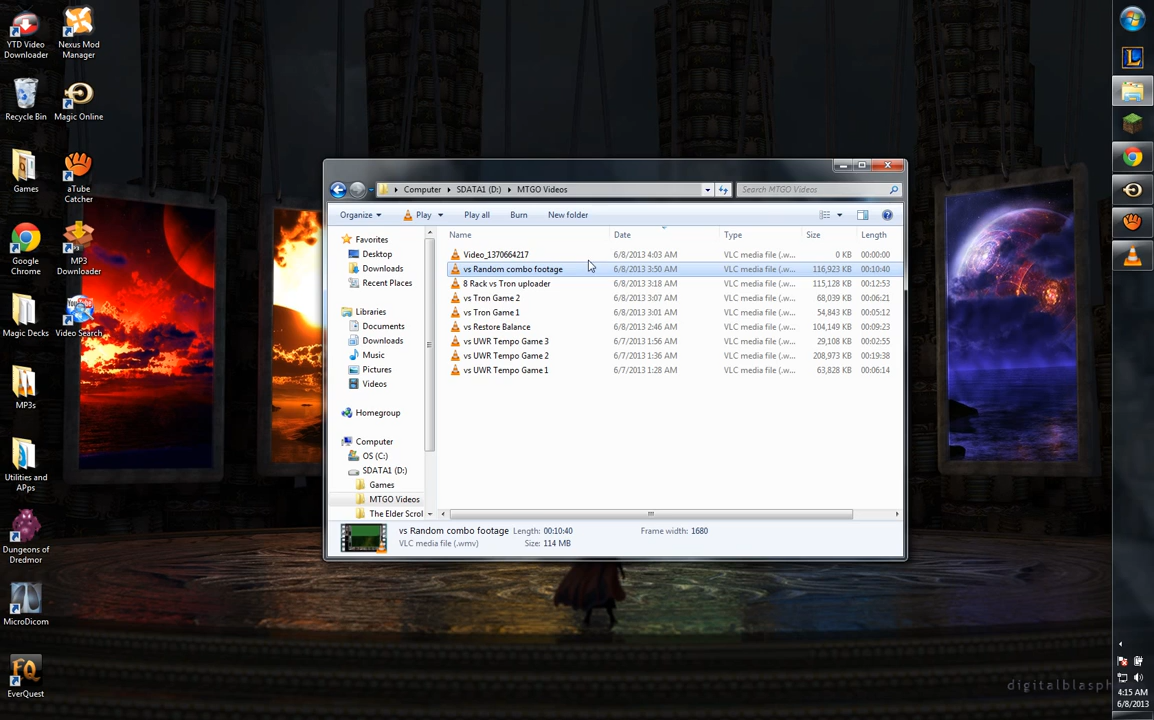 YTD Video
Downloader
Nexus Mod
Manager
Recycle Bin
Magic Online
Games
aTube
Catcher
Google
Chrome
MP3
Downloader
Magic Decks
Video Search
MP3s
Utilities and
APps
Dungeons of
Dredmor
MicroDicom
EverQuest
Computer SDATA1 (D:) MTGO Videos
Search MTGO Videos
Organize Play Play all Burn New folder
Name Date Type Size Length
Video_1370664217 6/8/2013 4:03 AM VLC media file (.w... 0 KB 00:00:00
vs Random combo footage 6/8/2013 3:50 AM VLC media file (.w... 116,923 KB 00:10:40
8 Rack vs Tron uploader 6/8/2013 3:18 AM VLC media file (.w... 115,128 KB 00:12:53
vs Tron Game 2 6/8/2013 3:07 AM VLC media file (.w... 68,039 KB 00:06:21
vs Tron Game 1 6/8/2013 3:01 AM VLC media file (.w... 54,843 KB 00:05:12
vs Restore Balance 6/8/2013 2:46 AM VLC media file (.w... 104,149 KB 00:09:23
vs UWR Tempo Game 3 6/7/2013 1:56 AM VLC media file (.w... 29,108 KB 00:02:55
vs UWR Tempo Game 2 6/7/2013 1:36 AM VLC media file (.w... 208,973 KB 00:19:38
vs UWR Tempo Game 1 6/7/2013 1:28 AM VLC media file (.w... 63,828 KB 00:06:14
Favorites
Desktop
Downloads
Recent Places
Libraries
Documents
Downloads
Music
Pictures
Videos
Homegroup
Computer
OS (C:)
SDATA1 (D:)
Games
MTGO Videos
The Elder Scrol
vs Random combo footage Length: 00:10:40 Frame width: 1680
VLC media file (.wmv) Size: 114 MB
digitalblasph
4:15 AM
6/8/2013